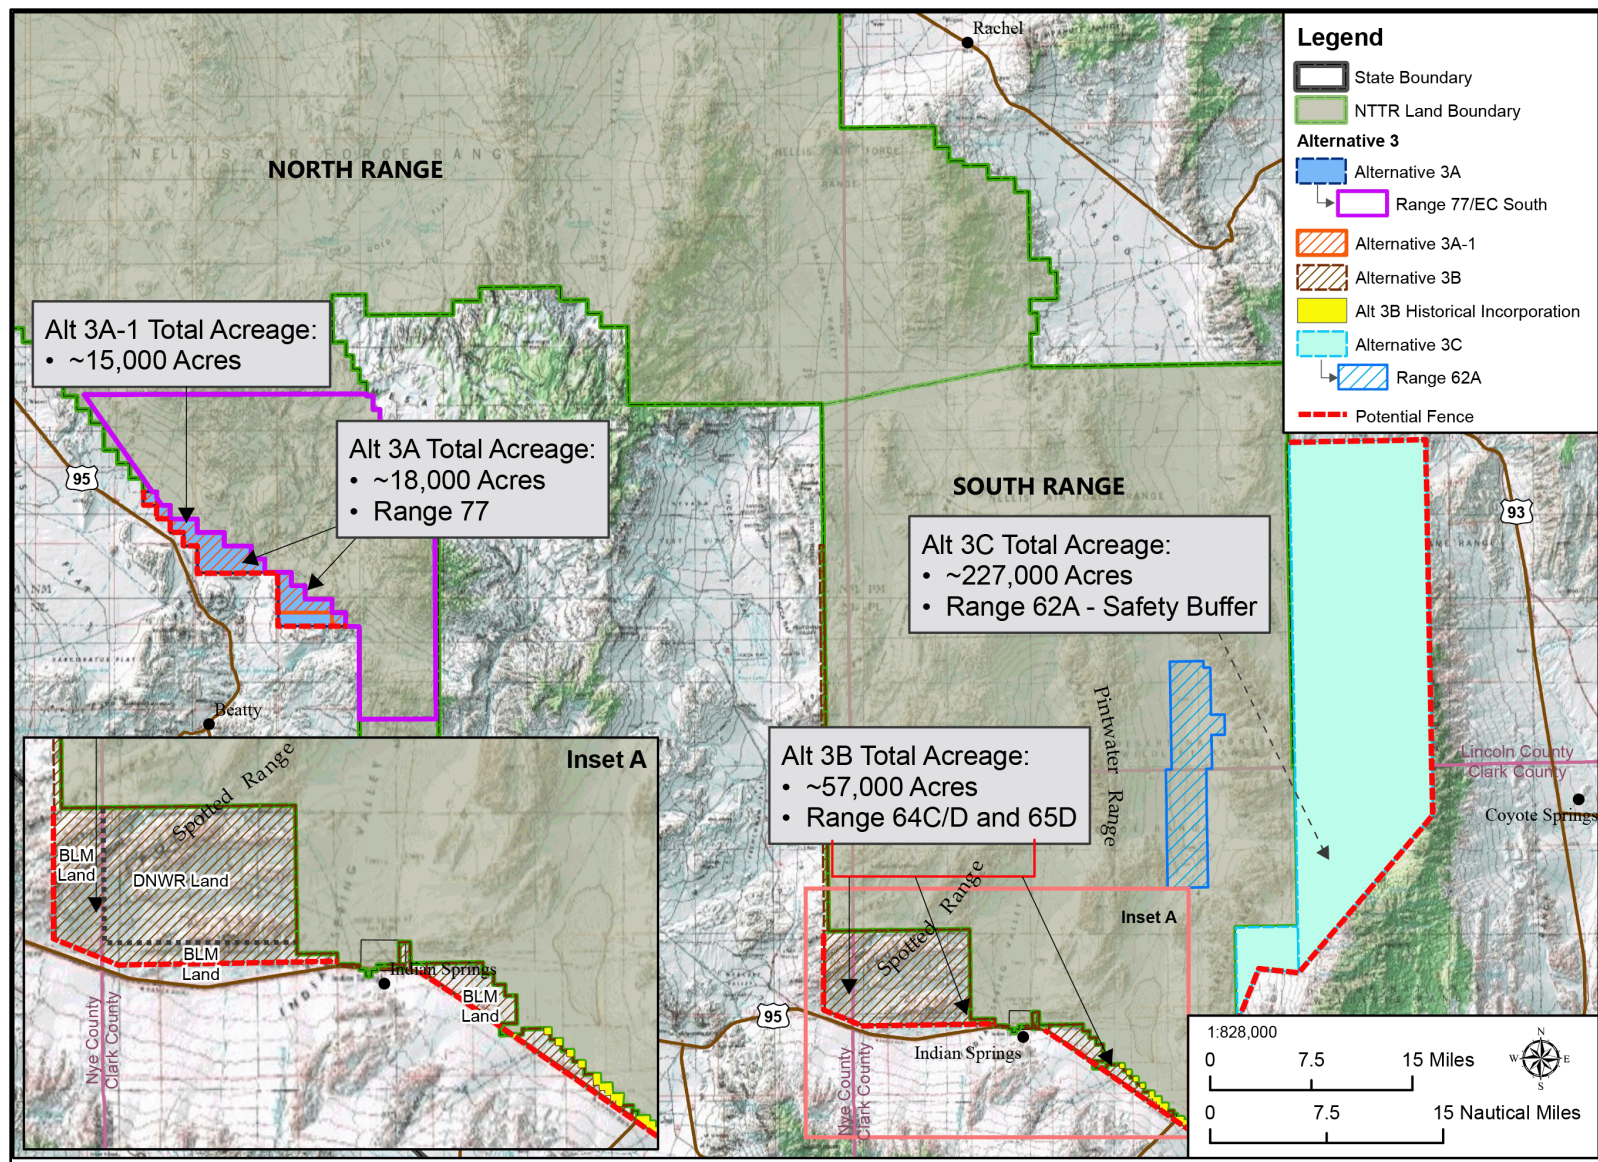 Rachel
NELLIS AIR FORCE RANGE
NORTH RANGE
Legend
State Boundary
NTTR Land Boundary
Alternative 3
Alternative 3A
Range 77/EC South
Alternative 3A-1
Alternative 3B
Alt 3B Historical Incorporation
Alternative 3C
Range 62A
Potential Fence
Alt 3A-1 Total Acreage:
• ~15,000 Acres
Alt 3A Total Acreage:
• ~18,000 Acres
• Range 77
95
SOUTH RANGE
93
Alt 3C Total Acreage:
• ~227,000 Acres
• Range 62A - Safety Buffer
Beatty
Pintwater Range
Lincoln County
Clark County
Coyote Springs
Alt 3B Total Acreage:
• ~57,000 Acres
• Range 64C/D and 65D
Spotted Range
Inset A
95
Indian Springs
Nye County
Clark County
Inset A
Spotted Range
BLM
Land
DNWR Land
BLM
Land
Indian Springs
BLM
Land
Nye County
Clark County
1:828,000
0 7.5 15 Miles
0 7.5 15 Nautical Miles
N
W E
S